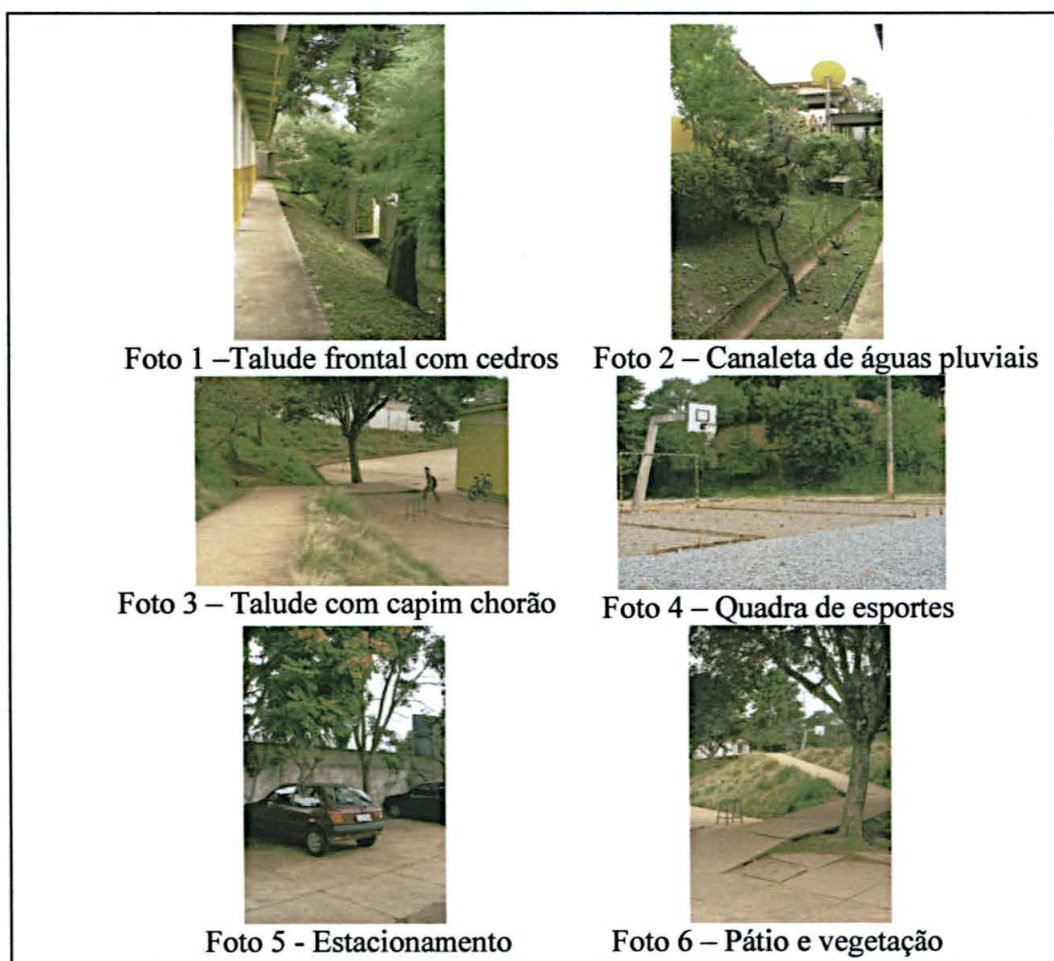 Foto 1 –Talude frontal com cedros
Foto 2 – Canaleta de águas pluviais
Foto 3 – Talude com capim chorão
Foto 4 – Quadra de esportes
Foto 5 - Estacionamento
Foto 6 – Pátio e vegetação